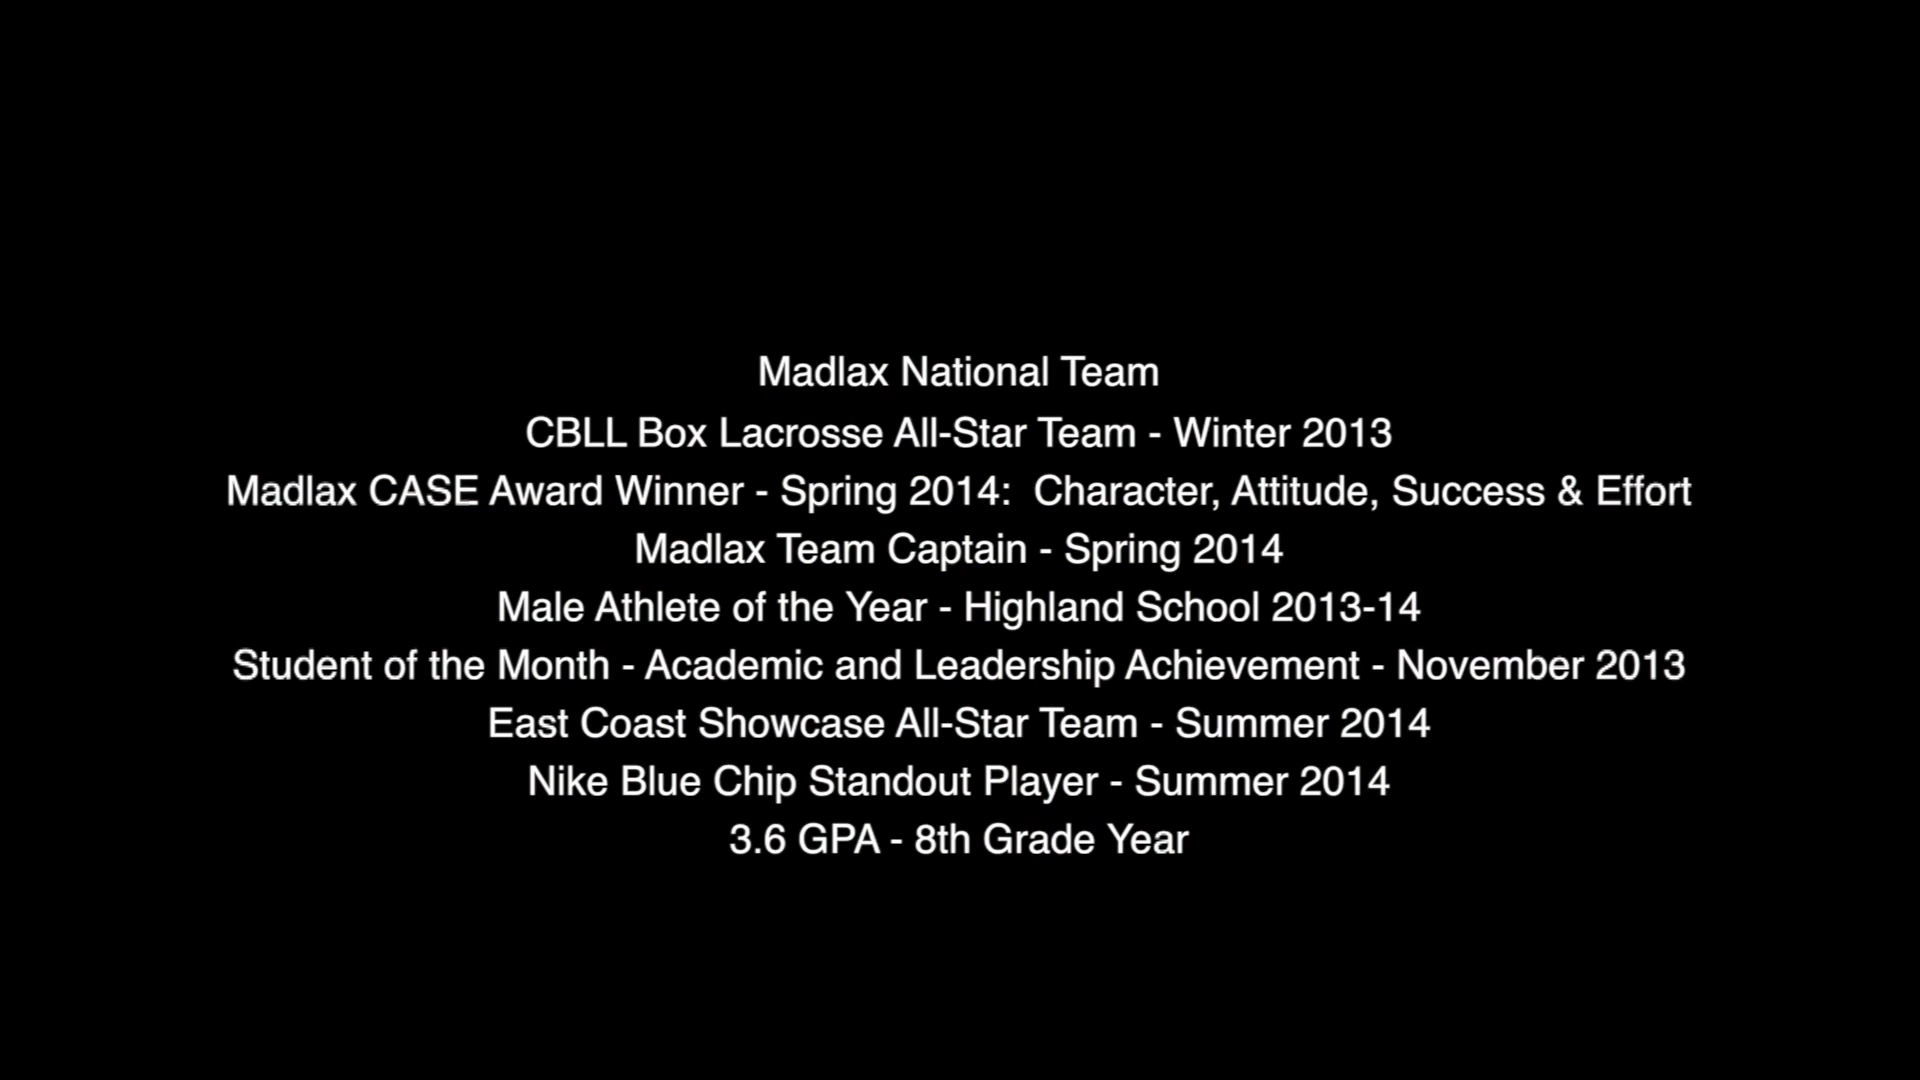 Madlax National Team
CBLL Box Lacrosse All-Star Team - Winter 2013
Madlax CASE Award Winner - Spring 2014:  Character, Attitude, Success & Effort
Madlax Team Captain - Spring 2014
Male Athlete of the Year - Highland School 2013-14
Student of the Month - Academic and Leadership Achievement - November 2013
East Coast Showcase All-Star Team - Summer 2014
Nike Blue Chip Standout Player - Summer 2014
3.6 GPA - 8th Grade Year